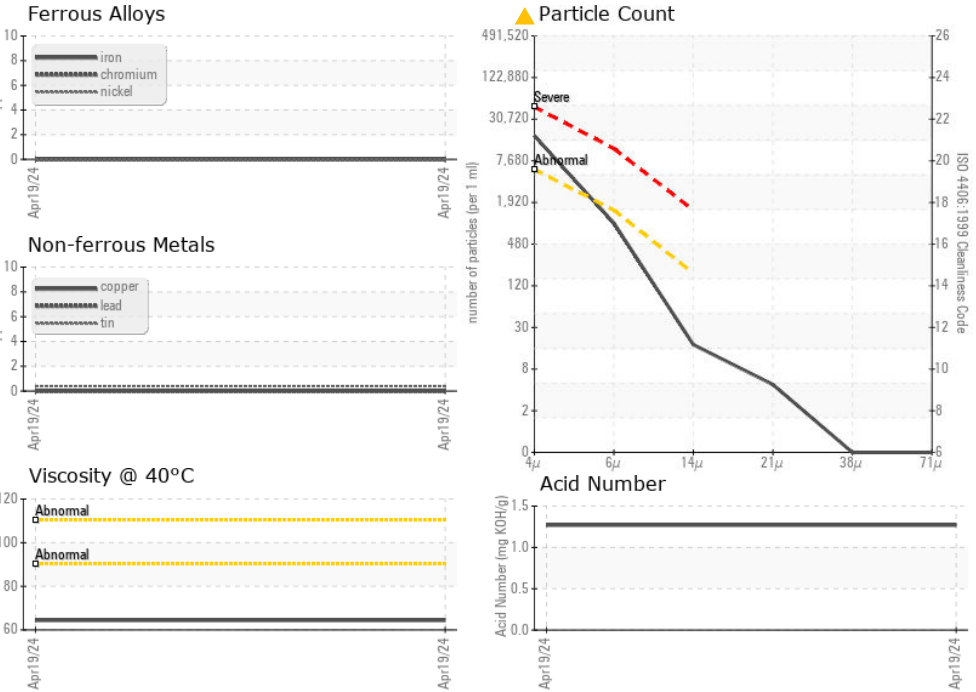 Ferrous Alloys
10
8
6
4
2
0
iron
chromium
nickel
Apr19/24
Apr19/24
Non-ferrous Metals
10
8
6
4
2
0
copper
lead
tin
Apr19/24
Apr19/24
Viscosity @ 40°C
120
100
80
60
Abnormal
Abnormal
Apr19/24
Apr19/24
Particle Count
491,520
122,880
30,720
7,680
1,920
480
120
30
8
2
0
number of particles (per 1 ml)
Severe
Abnormal
26
24
22
20
18
16
14
12
10
8
6
ISO 4406:1999 Cleanliness Code
4µ
6µ
14µ
21µ
38µ
71µ
Acid Number
Acid Number (mg KOH/g)
1.5
1.0
0.5
0.0
Apr19/24
Apr19/24